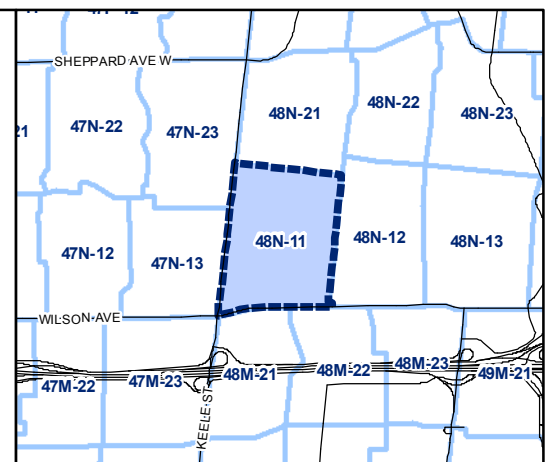 SHEPPARD AVE W
21
47N-22
47N-23
48N-21
48N-22
48N-23
47N-12
47N-13
48N-11
48N-12
48N-13
WILSON AVE
47M-22
47M-23
48M-21
48M-22
48M-23
49M-21
KEELE ST